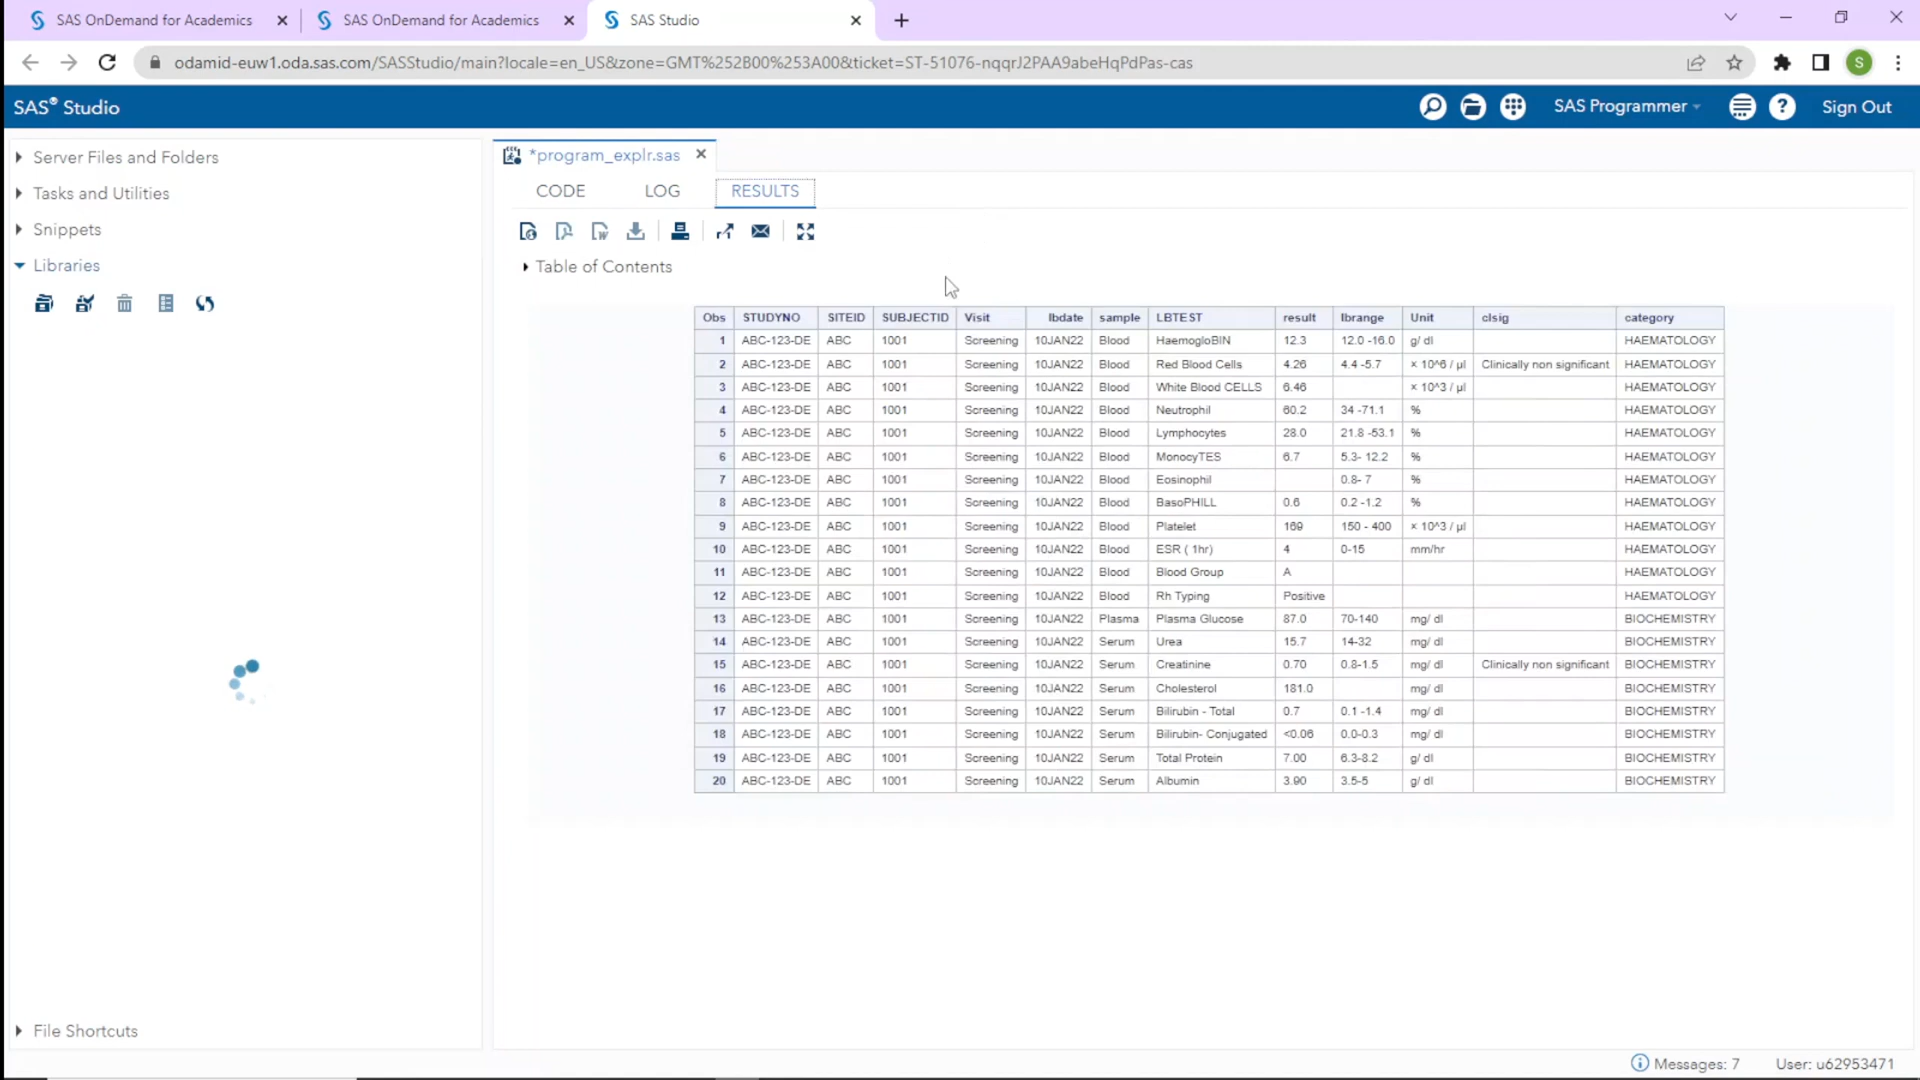 SAS OnDemand for Academics
SAS OnDemand for Academics
SAS Studio
odamid-euw1.oda.sas.com/SASStudio/main?locale=en_US&zone=GMT%252B00%253A00&ticket=ST-51076-nqqrJ2PAA9abeHqPdPas-cas
S
SAS® Studio
SAS Programmer
Sign Out
Server Files and Folders
Tasks and Utilities
Snippets
Libraries
File Shortcuts
*program_explr.sas
CODE LOG RESULTS
Table of Contents
Obs STUDYNO SITEID SUBJECTID Visit lbdate sample LBTEST result lbrange Unit clsig category
1 ABC-123-DE ABC 1001 Screening 10JAN22 Blood HaemogloBIN 12.3 12.0 -16.0 g/ dl HAEMATOLOGY
2 ABC-123-DE ABC 1001 Screening 10JAN22 Blood Red Blood Cells 4.26 4.4 -5.7 × 10^6 / µl Clinically non significant HAEMATOLOGY
3 ABC-123-DE ABC 1001 Screening 10JAN22 Blood White Blood CELLS 6.46 × 10^3 / µl HAEMATOLOGY
4 ABC-123-DE ABC 1001 Screening 10JAN22 Blood Neutrophil 60.2 34 -71.1 % HAEMATOLOGY
5 ABC-123-DE ABC 1001 Screening 10JAN22 Blood Lymphocytes 28.0 21.8 -53.1 % HAEMATOLOGY
6 ABC-123-DE ABC 1001 Screening 10JAN22 Blood MonocyTES 6.7 5.3- 12.2 % HAEMATOLOGY
7 ABC-123-DE ABC 1001 Screening 10JAN22 Blood Eosinophil 0.8- 7 % HAEMATOLOGY
8 ABC-123-DE ABC 1001 Screening 10JAN22 Blood BasoPHILL 0.6 0.2 -1.2 % HAEMATOLOGY
9 ABC-123-DE ABC 1001 Screening 10JAN22 Blood Platelet 169 150 - 400 × 10^3 / µl HAEMATOLOGY
10 ABC-123-DE ABC 1001 Screening 10JAN22 Blood ESR ( 1hr) 4 0-15 mm/hr HAEMATOLOGY
11 ABC-123-DE ABC 1001 Screening 10JAN22 Blood Blood Group A HAEMATOLOGY
12 ABC-123-DE ABC 1001 Screening 10JAN22 Blood Rh Typing Positive HAEMATOLOGY
13 ABC-123-DE ABC 1001 Screening 10JAN22 Plasma Plasma Glucose 87.0 70-140 mg/ dl BIOCHEMISTRY
14 ABC-123-DE ABC 1001 Screening 10JAN22 Serum Urea 15.7 14-32 mg/ dl BIOCHEMISTRY
15 ABC-123-DE ABC 1001 Screening 10JAN22 Serum Creatinine 0.70 0.8-1.5 mg/ dl Clinically non significant BIOCHEMISTRY
16 ABC-123-DE ABC 1001 Screening 10JAN22 Serum Cholesterol 181.0 mg/ dl BIOCHEMISTRY
17 ABC-123-DE ABC 1001 Screening 10JAN22 Serum Bilirubin - Total 0.7 0.1 -1.4 mg/ dl BIOCHEMISTRY
18 ABC-123-DE ABC 1001 Screening 10JAN22 Serum Bilirubin- Conjugated <0.06 0.0-0.3 mg/ dl BIOCHEMISTRY
19 ABC-123-DE ABC 1001 Screening 10JAN22 Serum Total Protein 7.00 6.3-8.2 g/ dl BIOCHEMISTRY
20 ABC-123-DE ABC 1001 Screening 10JAN22 Serum Albumin 3.90 3.5-5 g/ dl BIOCHEMISTRY
Messages: 7 User: u62953471